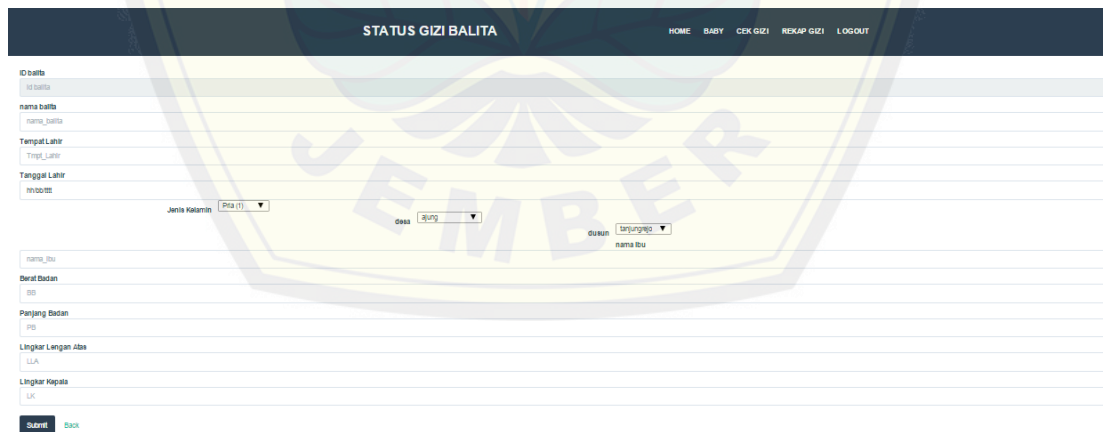 STATUS GIZI BALITA
HOME BABY CEK GIZI REKAP GIZI LOGOUT
ID balita
Id balita
nama balita
nama_balita
Tempat Lahir
Tmpt_Lahir
Tanggal Lahir
hh/bb/tttt
Jenis Kelamin Pria (1)
desa ajung
dusun tanjungrejo
nama Ibu
nama_Ibu
Berat Badan
BB
Panjang Badan
PB
Lingkar Lengan Atas
LLA
Lingkar Kepala
LK
Submit Back
JEMBER